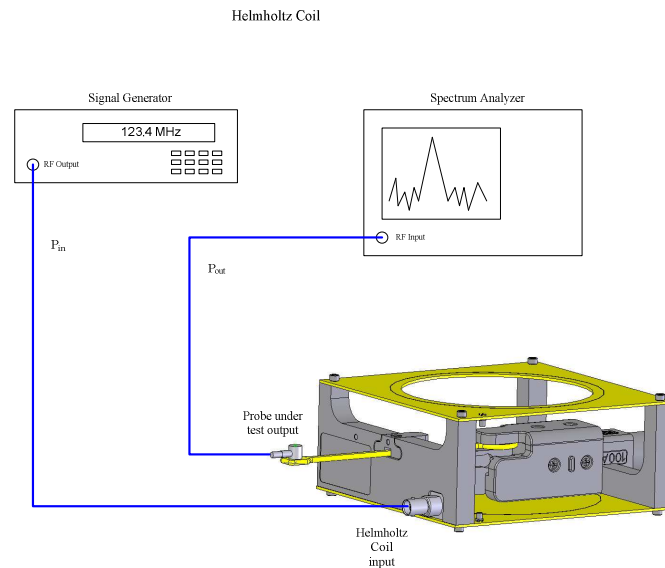 Helmholtz Coil
Signal Generator
Spectrum Analyzer
123,4 MHz
RF Output
RF Input
Pin
Pout
Probe under
test output
Helmholtz
Coil
input